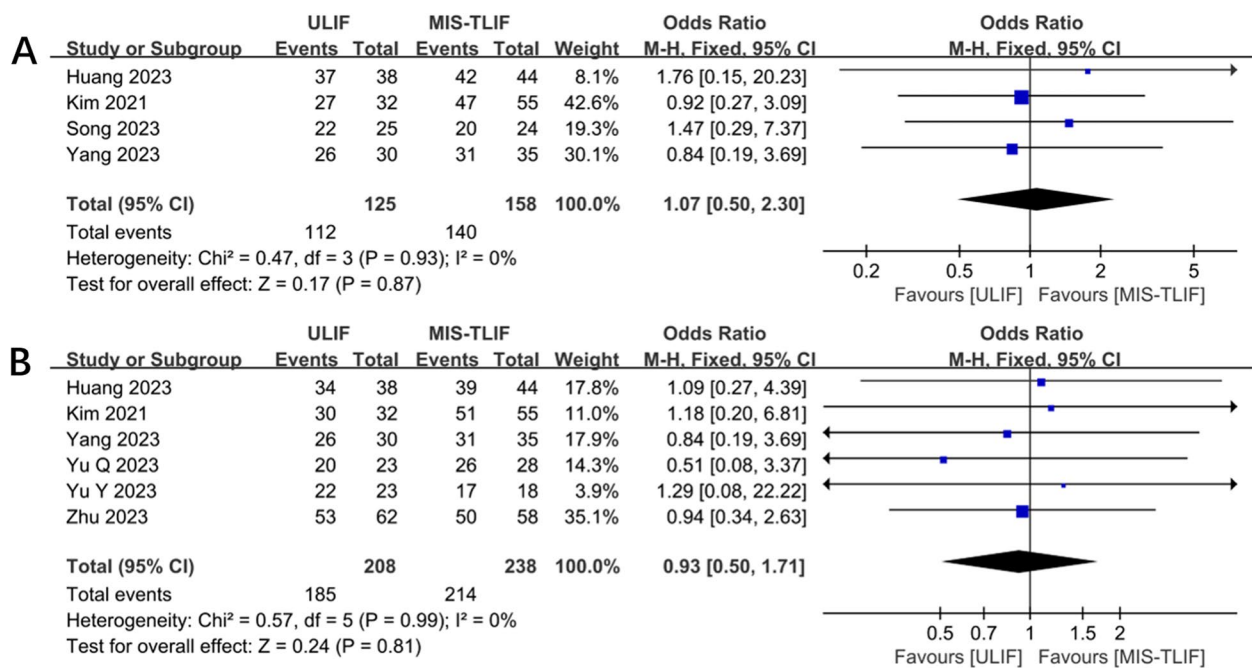 A
ULIF MIS-TLIF Odds Ratio Odds Ratio
Study or Subgroup Events Total Events Total Weight M-H, Fixed, 95% CI M-H, Fixed, 95% CI
Huang 2023 37 38 42 44 8.1% 1.76 [0.15, 20.23]
Kim 2021 27 32 47 55 42.6% 0.92 [0.27, 3.09]
Song 2023 22 25 20 24 19.3% 1.47 [0.29, 7.37]
Yang 2023 26 30 31 35 30.1% 0.84 [0.19, 3.69]
Total (95% CI) 125 158 100.0% 1.07 [0.50, 2.30]
Total events 112 140
Heterogeneity: Chi² = 0.47, df = 3 (P = 0.93); I² = 0%
Test for overall effect: Z = 0.17 (P = 0.87)
0.2 0.5 1 2 5
Favours [ULIF] Favours [MIS-TLIF]
B
ULIF MIS-TLIF Odds Ratio Odds Ratio
Study or Subgroup Events Total Events Total Weight M-H, Fixed, 95% CI M-H, Fixed, 95% CI
Huang 2023 34 38 39 44 17.8% 1.09 [0.27, 4.39]
Kim 2021 30 32 51 55 11.0% 1.18 [0.20, 6.81]
Yang 2023 26 30 31 35 17.9% 0.84 [0.19, 3.69]
Yu Q 2023 20 23 26 28 14.3% 0.51 [0.08, 3.37]
Yu Y 2023 22 23 17 18 3.9% 1.29 [0.08, 22.22]
Zhu 2023 53 62 50 58 35.1% 0.94 [0.34, 2.63]
Total (95% CI) 208 238 100.0% 0.93 [0.50, 1.71]
Total events 185 214
Heterogeneity: Chi² = 0.57, df = 5 (P = 0.99); I² = 0%
Test for overall effect: Z = 0.24 (P = 0.81)
0.5 0.7 1 1.5 2
Favours [ULIF] Favours [MIS-TLIF]